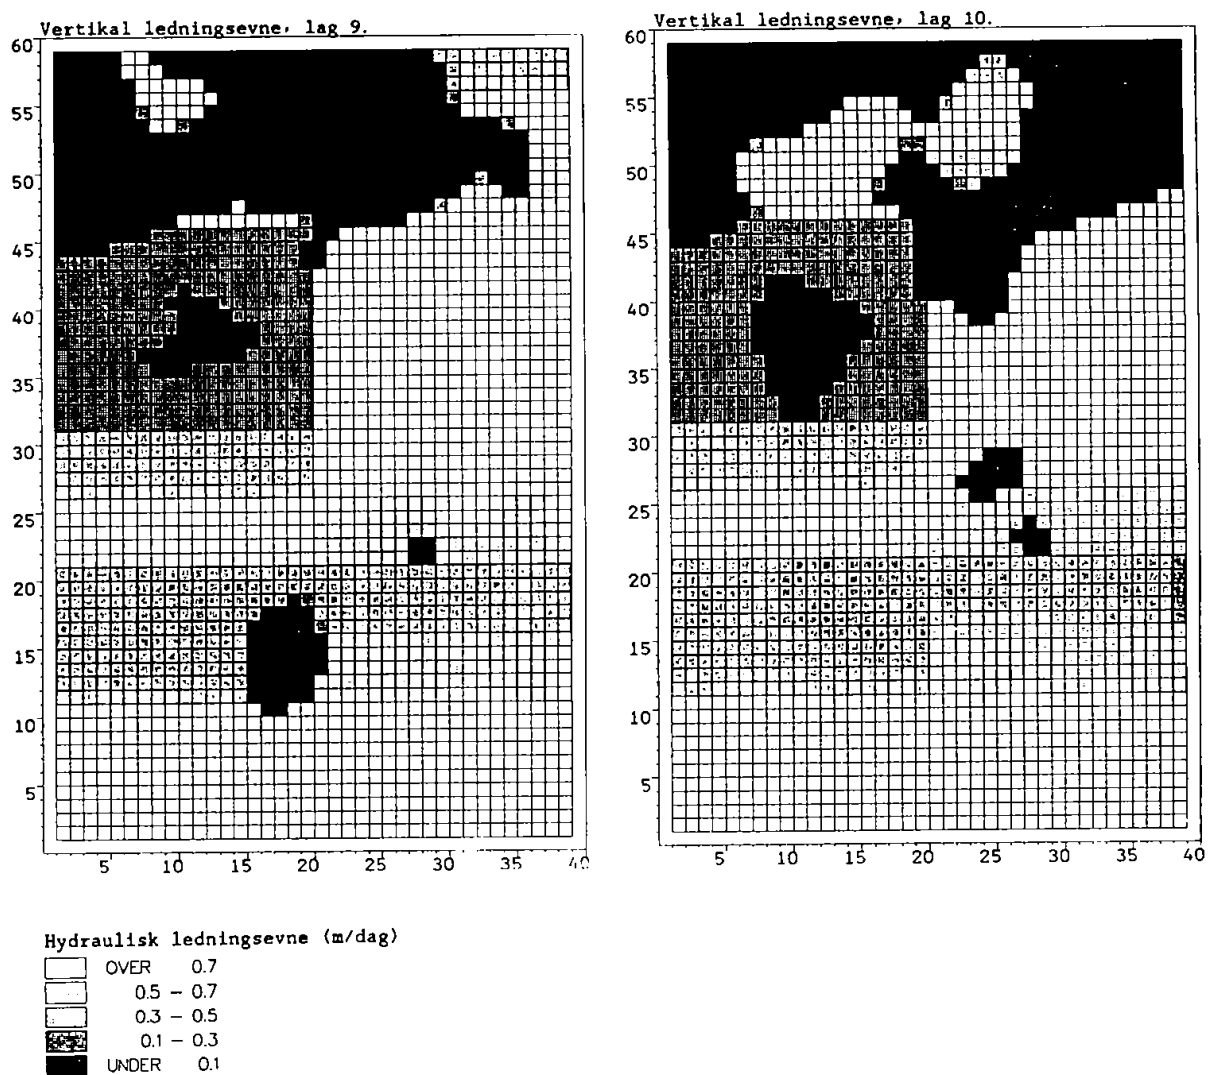 Vertikal ledningsevne, lag 9.
60
55
50
45
40
35
30
25
20
15
10
5
5 10 15 20 25 30 35 40
Vertikal ledningsevne, lag 10.
60
55
50
45
40
35
30
25
20
15
10
5
5 10 15 20 25 30 35 40
Hydraulisk ledningsevne (m/dag)
OVER 0.7
0.5 – 0.7
0.3 – 0.5
0.1 – 0.3
UNDER 0.1